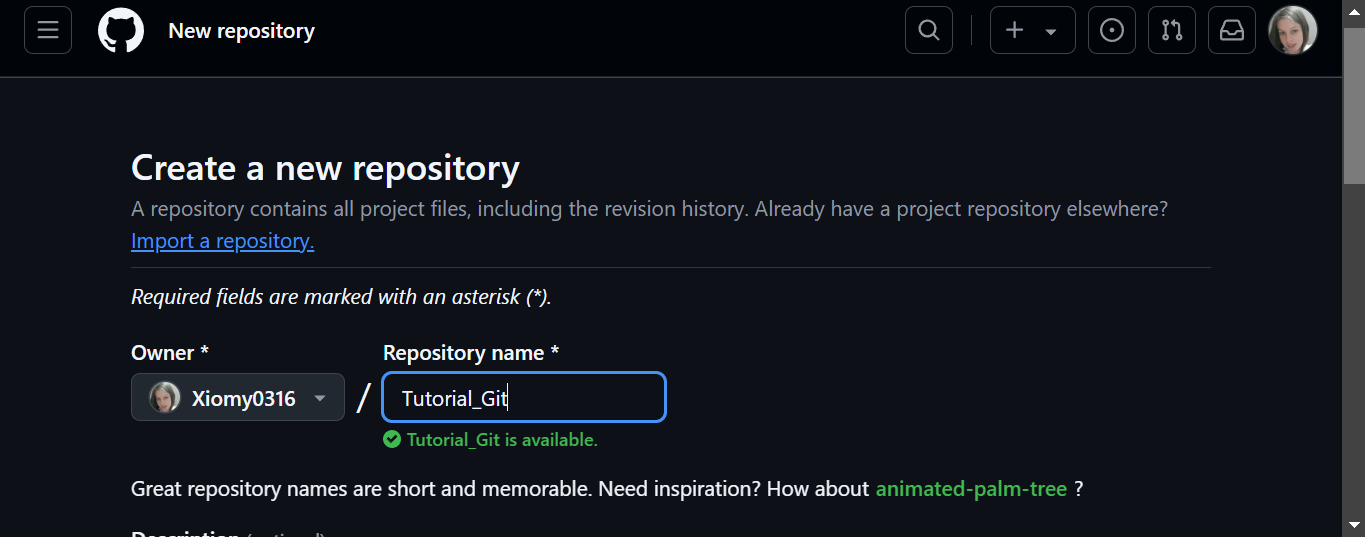 New repository
Create a new repository
A repository contains all project files, including the revision history. Already have a project repository elsewhere?
Import a repository.
Required fields are marked with an asterisk (*).
Owner * Repository name *
Xiomy0316 / Tutorial_Git
Tutorial_Git is available.
Great repository names are short and memorable. Need inspiration? How about animated-palm-tree ?
Description (optional)